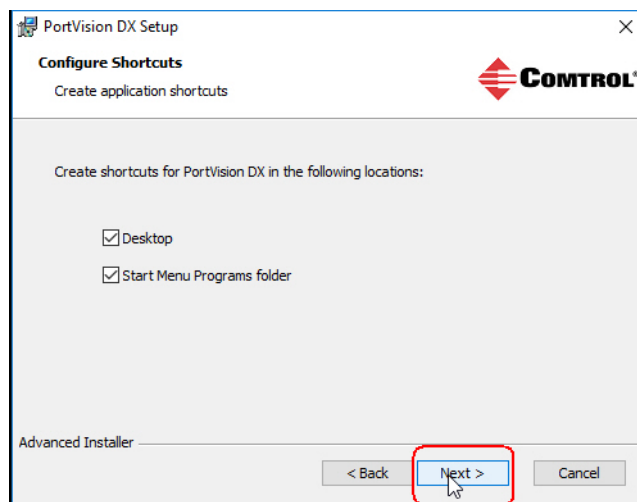 PortVision DX Setup
Configure Shortcuts
Create application shortcuts
COMTROL®
Create shortcuts for PortVision DX in the following locations:
Desktop
Start Menu Programs folder
Advanced Installer
< Back
Next >
Cancel